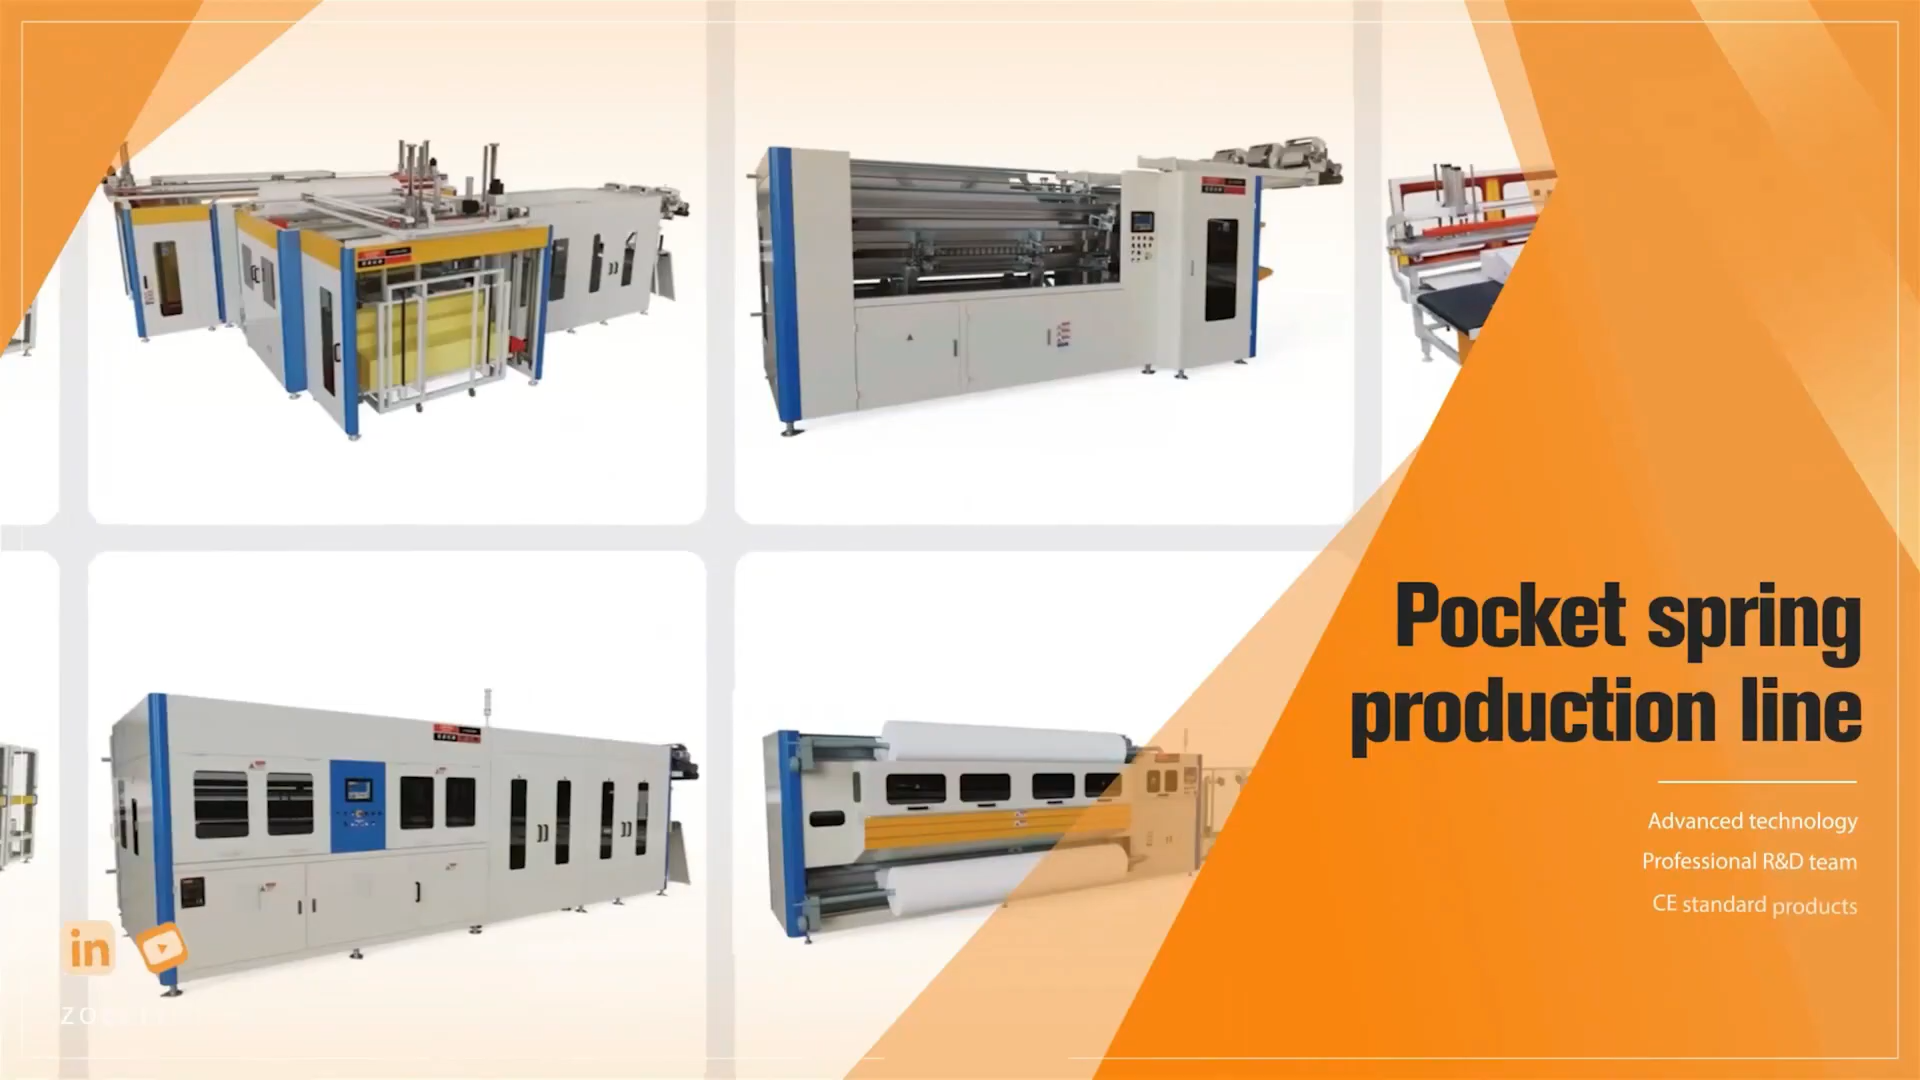 Pocket spring
production line
Advanced technology
Professional R&D team
CE standard products
in